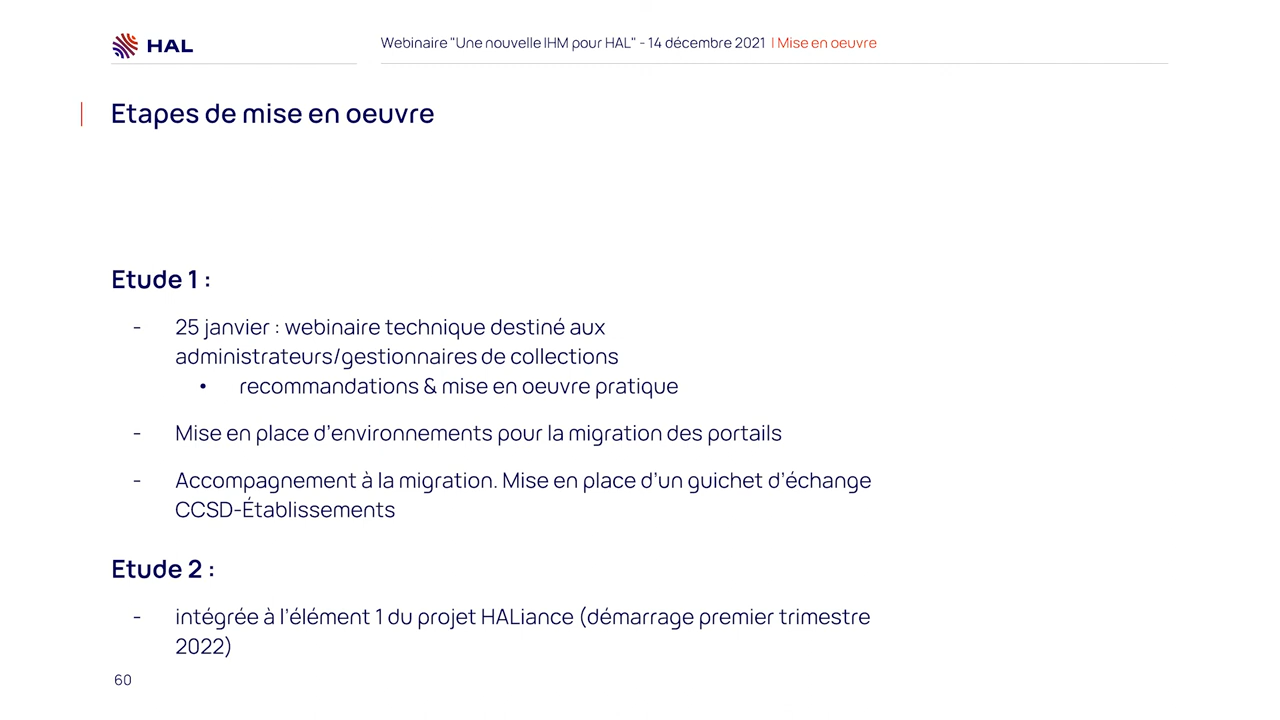 HAL
Webinaire "Une nouvelle IHM pour HAL" - 14 décembre 2021 | Mise en oeuvre
Etapes de mise en oeuvre
Etude 1 :
- 25 janvier : webinaire technique destiné aux
administrateurs/gestionnaires de collections
• recommandations & mise en oeuvre pratique
- Mise en place d'environnements pour la migration des portails
- Accompagnement à la migration. Mise en place d'un guichet d'échange
CCSD-Établissements
Etude 2 :
- intégrée à l'élément 1 du projet HALiance (démarrage premier trimestre
2022)
60